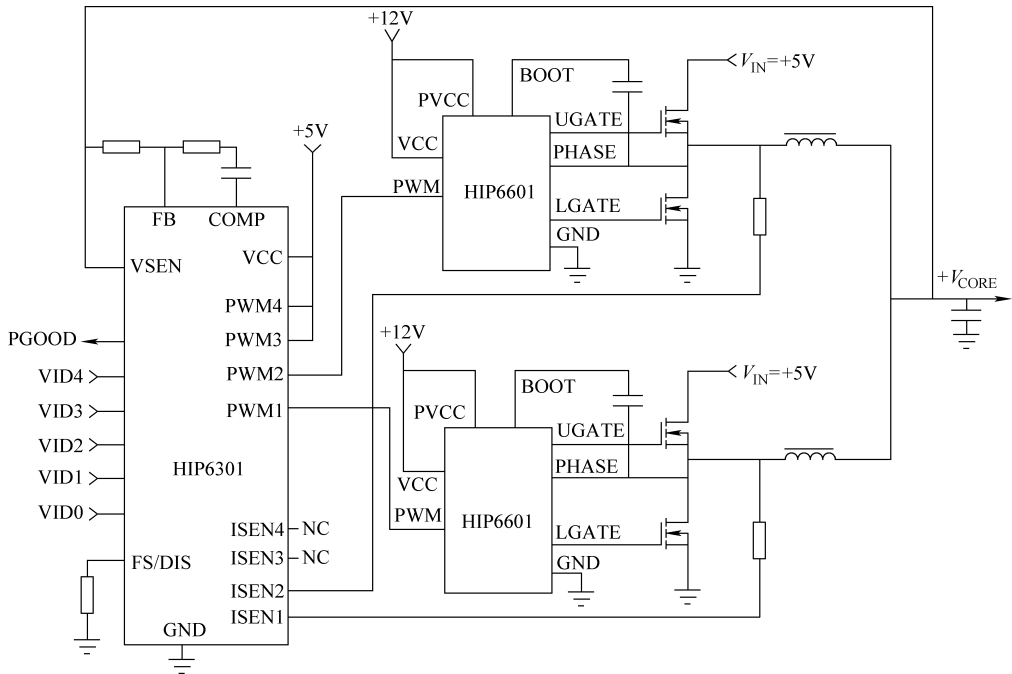 +12V
BOOT
V_IN=+5V
PVCC
UGATE
+5V
VCC
PHASE
PWM
HIP6601
LGATE
FB
COMP
GND
VSEN
VCC
+V_CORE
PWM4
PGOOD
PWM3
+12V
VID4
PWM2
BOOT
V_IN=+5V
VID3
PWM1
PVCC
UGATE
VID2
HIP6301
PHASE
VID1
VCC
VID0
PWM
HIP6601
LGATE
ISEN4
NC
ISEN3
NC
FS/DIS
GND
ISEN2
ISEN1
GND